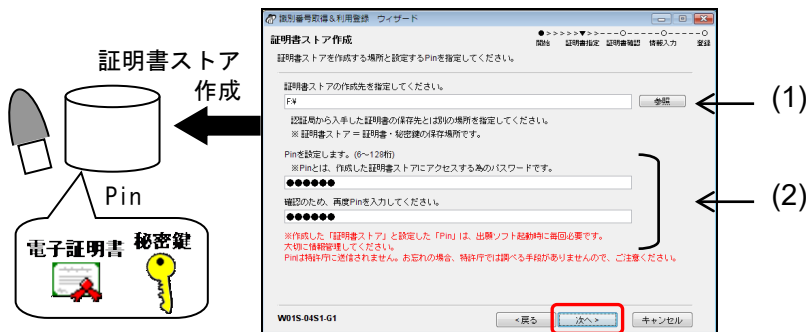 証明書ストア
作成
Pin
電子証明書
秘密鍵
識別番号取得&利用登録 ウィザード
証明書ストア作成
●>>>>>▼>>---○-----○-----○
開始 証明書指定 証明書確認 情報入力 登録
証明書ストアを作成する場所と設定するPinを指定してください。
証明書ストアの作成先を指定してください。
F:¥
参照
認証局から入手した証明書の保存先とは別の場所を指定してください。
※ 証明書ストア = 証明書・秘密鍵の保存場所です。
Pinを設定します。(6~128桁)
※Pinとは、作成した証明書ストアにアクセスする為のパスワードです。
●●●●●●
確認のため、再度Pinを入力してください。
●●●●●●
※作成した「証明書ストア」と設定した「Pin」は、出願ソフト起動時に毎回必要です。
大切に情報管理してください。
Pinは特許庁に送信されません。お忘れの場合、特許庁では調べる手段がありませんので、ご注意ください。
W01S-04S1-G1
<戻る
次へ>
キャンセル
(1)
(2)